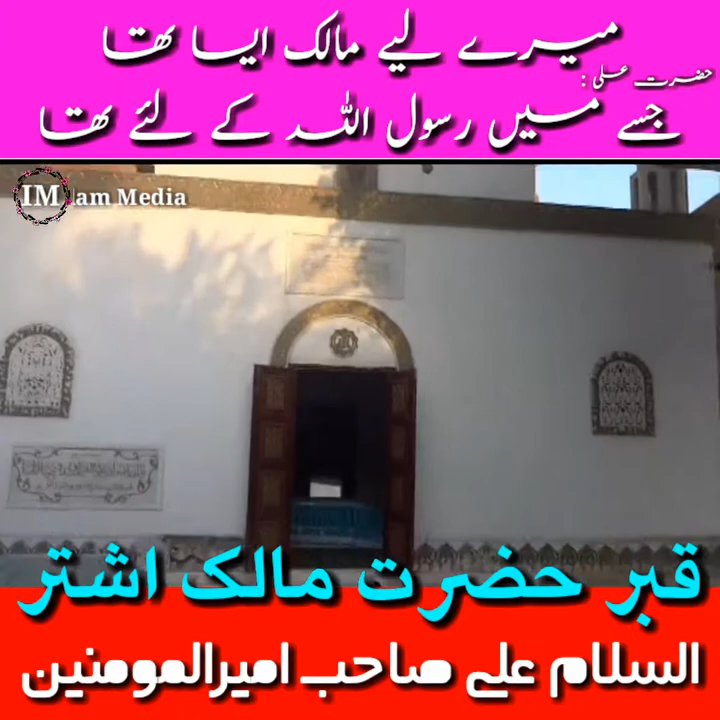 میرے لیے مالک ایسا تھا
حضرت علی :
جسے میں رسول اللہ کے لئے تھا
IMam Media
قبر حضرت مالک اشتر
السلام علی صاحب امیرالمومنین